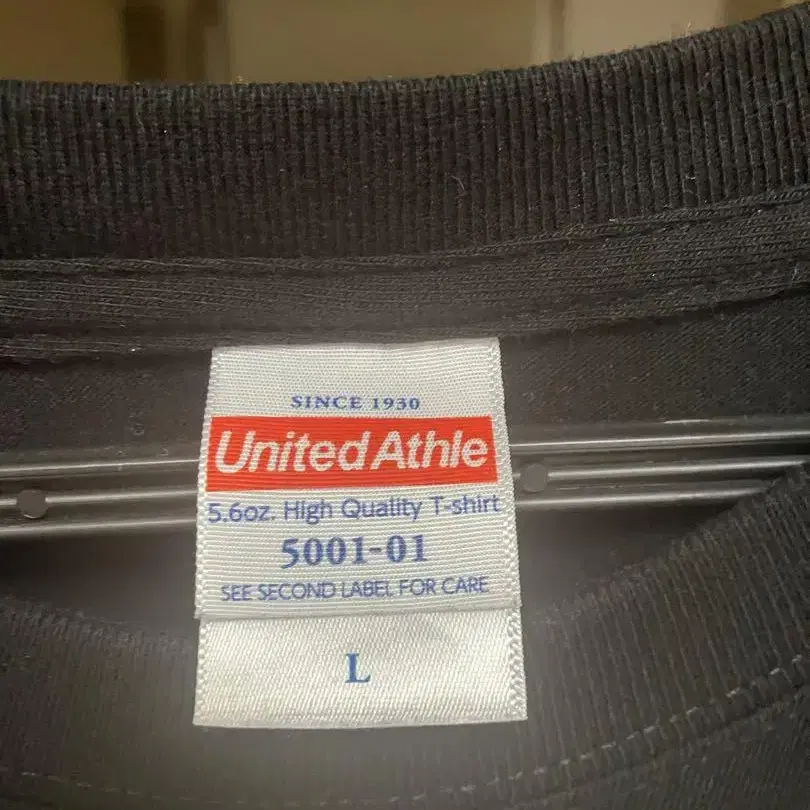 SINCE 1930
United Athle
5.6oz. High Quality T-shirt
5001-01
SEE SECOND LABEL FOR CARE
L